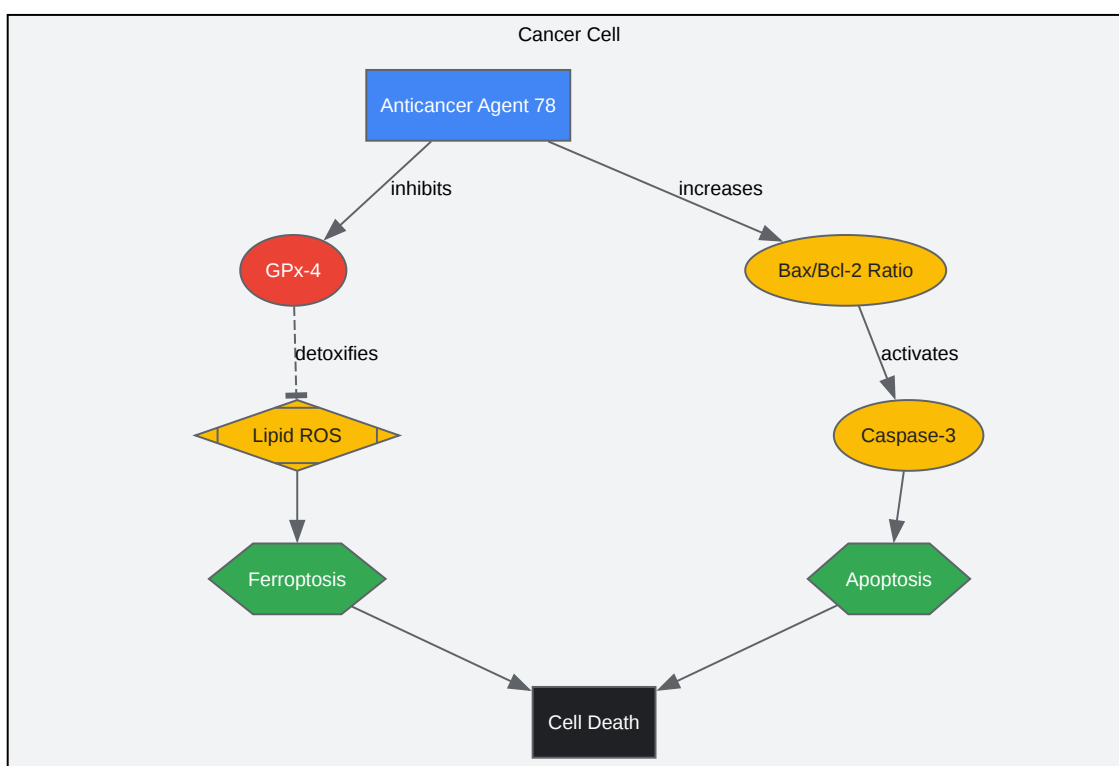 Cancer Cell
Anticancer Agent 78
inhibits
increases
GPx-4
Bax/Bcl-2 Ratio
detoxifies
activates
Lipid ROS
Caspase-3
Ferroptosis
Apoptosis
Cell Death